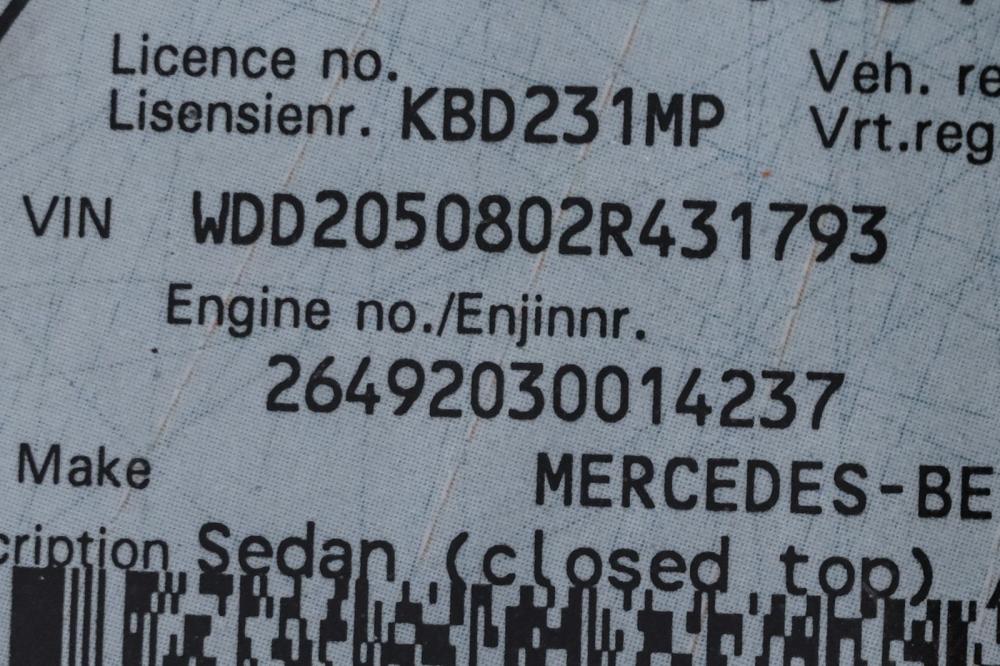 Licence no.
Lisensienr. KBD231MP
Veh. re
Vrt.reg
VIN WDD2050802R431793
Engine no./Enjinnr.
26492030014237
Make MERCEDES-BE
cription Sedan (closed top)